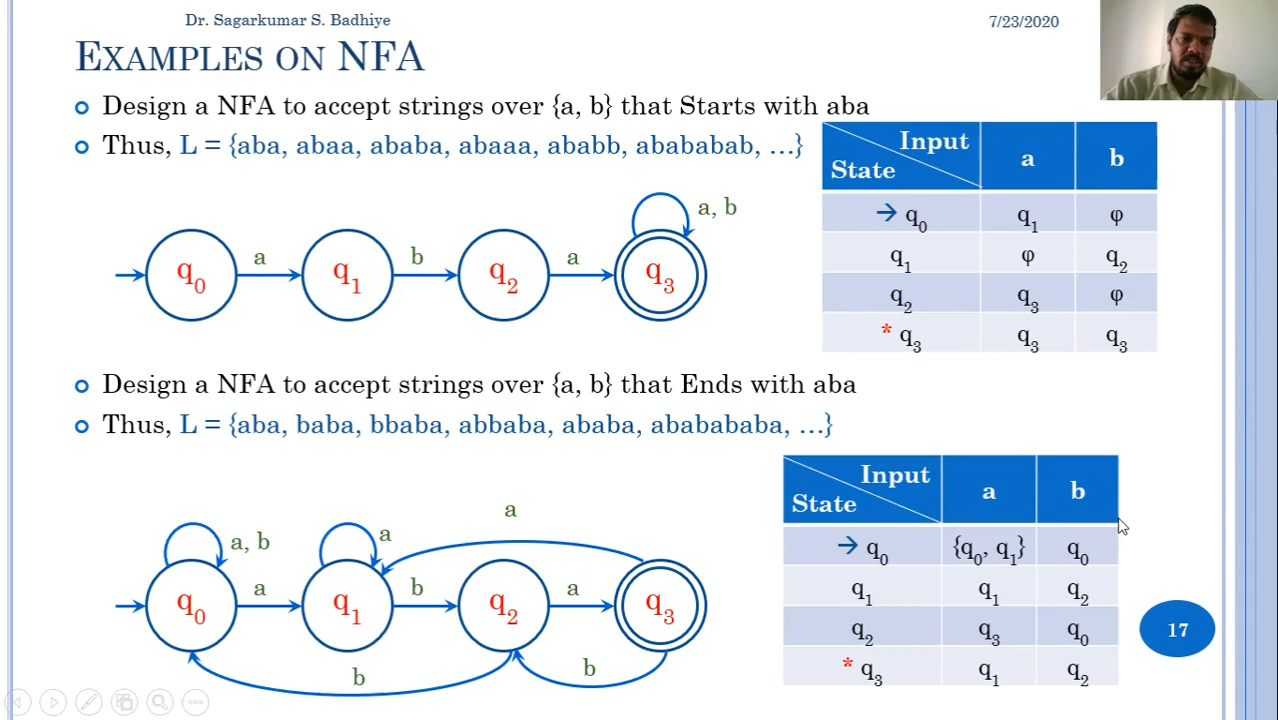 Dr. Sagarkumar S. Badhiye
7/23/2020
EXAMPLES ON NFA
Design a NFA to accept strings over {a, b} that Starts with aba
Thus, L = {aba, abaa, ababa, abaaa, ababb, abababab, …}
a
b
a
a, b
q0
q1
q2
q3
Input
State
a
b
→ q0
q1
φ
q1
φ
q2
q2
q3
φ
* q3
q3
q3
Design a NFA to accept strings over {a, b} that Ends with aba
Thus, L = {aba, baba, bbaba, abbaba, ababa, ababababa, …}
a
a, b
a
a
b
a
q0
q1
q2
q3
b
b
Input
State
a
b
→ q0
{q0, q1}
q0
q1
q1
q2
q2
q3
q0
* q3
q1
q2
17